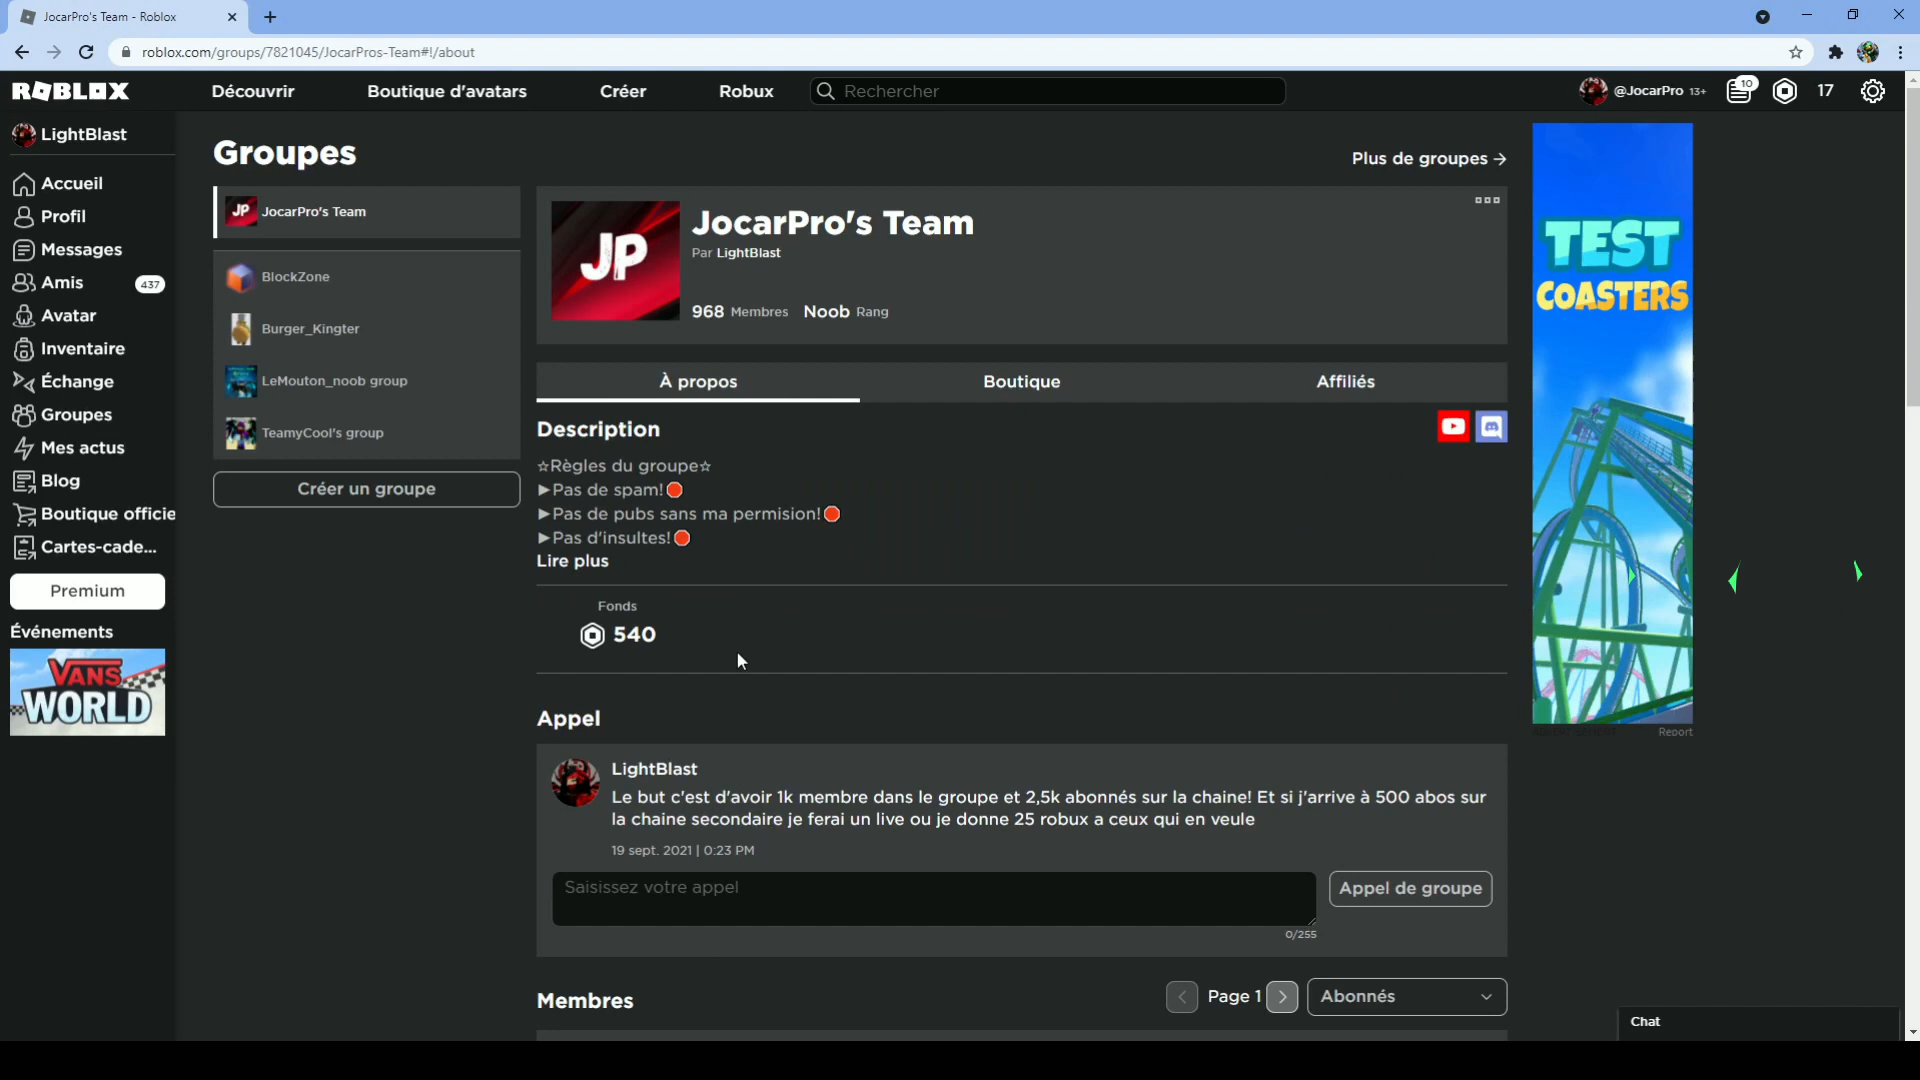 JocarPro's Team - Roblox
roblox.com/groups/7821045/JocarPros-Team#!/about
ROBLOX
Découvrir
Boutique d'avatars
Créer
Robux
Rechercher
@JocarPro 13+
10
17
LightBlast
Accueil
Profil
Messages
Amis
437
Avatar
Inventaire
Échange
Groupes
Mes actus
Blog
Boutique officie
Cartes-cade...
Premium
Événements
VANS
WORLD
Groupes
Plus de groupes →
JP
JocarPro's Team
BlockZone
Burger_Kingter
LeMouton_noob group
TeamyCool's group
Créer un groupe
JP
JocarPro's Team
Par LightBlast
968 Membres Noob Rang
À propos
Boutique
Affiliés
Description
☆Règles du groupe☆
►Pas de spam!🛑
►Pas de pubs sans ma permision!🛑
►Pas d'insultes!🛑
Lire plus
Fonds
540
Appel
LightBlast
Le but c'est d'avoir 1k membre dans le groupe et 2,5k abonnés sur la chaine! Et si j'arrive à 500 abos sur
la chaine secondaire je ferai un live ou je donne 25 robux a ceux qui en veule
19 sept. 2021 | 0:23 PM
Saisissez votre appel
Appel de groupe
0/255
Membres
Page 1
Abonnés
TEST
COASTERS
ADVERTISEMENT
Report
Chat